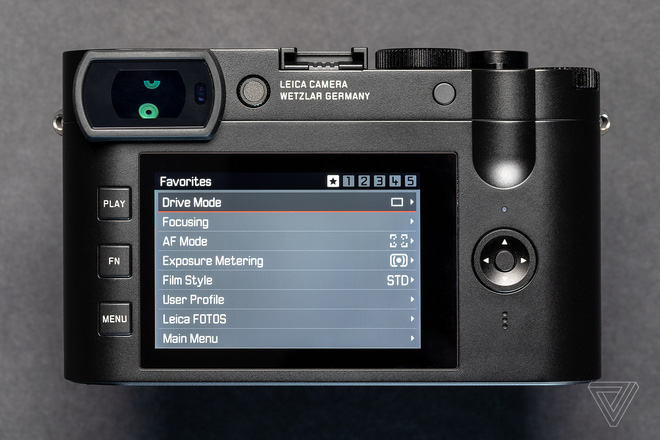 LEICA CAMERA
WETZLAR GERMANY
Favorites 1 2 3 4 5
Drive Mode
Focusing
AF Mode
Exposure Metering
Film Style STD
User Profile
Leica FOTOS
Main Menu
PLAY
FN
MENU